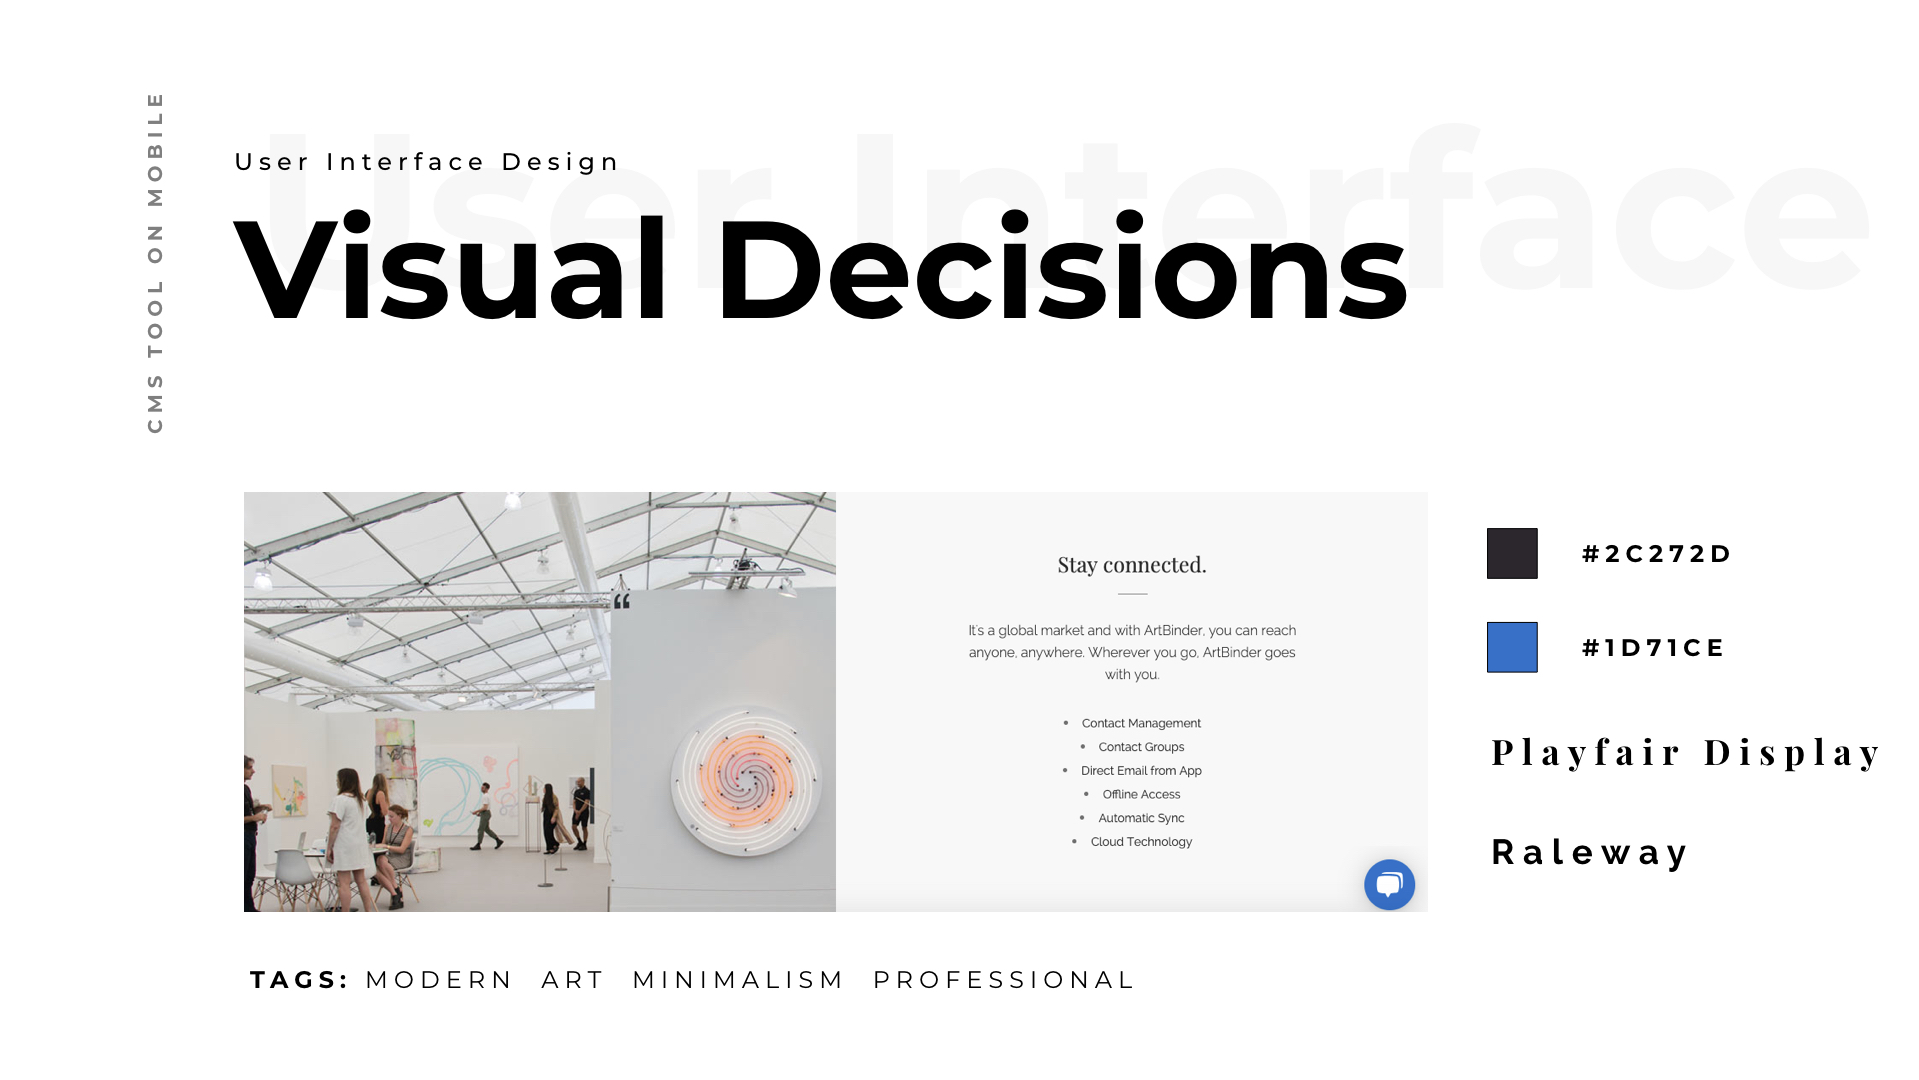 CMS TOOL ON MOBILE
User Interface
User Interface Design
Visual Decisions
“
Stay connected.
It's a global market and with ArtBinder, you can reach
anyone, anywhere. Wherever you go, ArtBinder goes
with you.
• Contact Management
• Contact Groups
• Direct Email from App
• Offline Access
• Automatic Sync
• Cloud Technology
#2C272D
#1D71CE
Playfair Display
Raleway
TAGS: MODERN ART MINIMALISM PROFESSIONAL